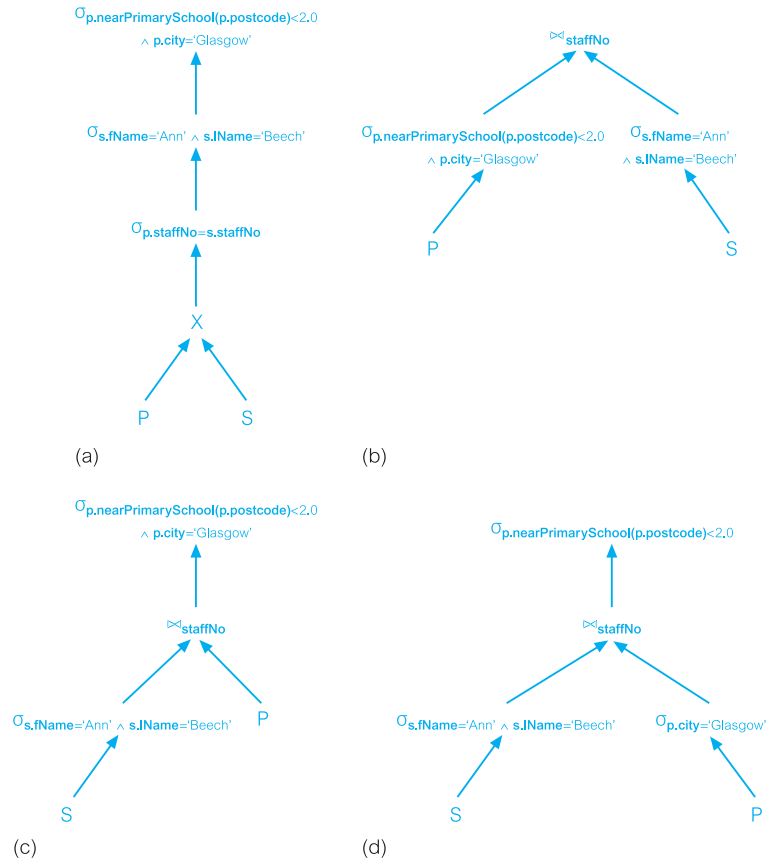 σp.nearPrimarySchool(p.postcode)<2.0
∧ p.city=‘Glasgow’
σs.fName=‘Ann’ ∧ s.lName=‘Beech’
σp.staffNo=s.staffNo
X
P S
(a)
⋈staffNo
σp.nearPrimarySchool(p.postcode)<2.0
∧ p.city=‘Glasgow’
σs.fName=‘Ann’
∧ s.lName=‘Beech’
P S
(b)
σp.nearPrimarySchool(p.postcode)<2.0
∧ p.city=‘Glasgow’
⋈staffNo
σs.fName=‘Ann’ ∧ s.lName=‘Beech’ P
S
(c)
σp.nearPrimarySchool(p.postcode)<2.0
⋈staffNo
σs.fName=‘Ann’ ∧ s.lName=‘Beech’ σp.city=‘Glasgow’
S P
(d)